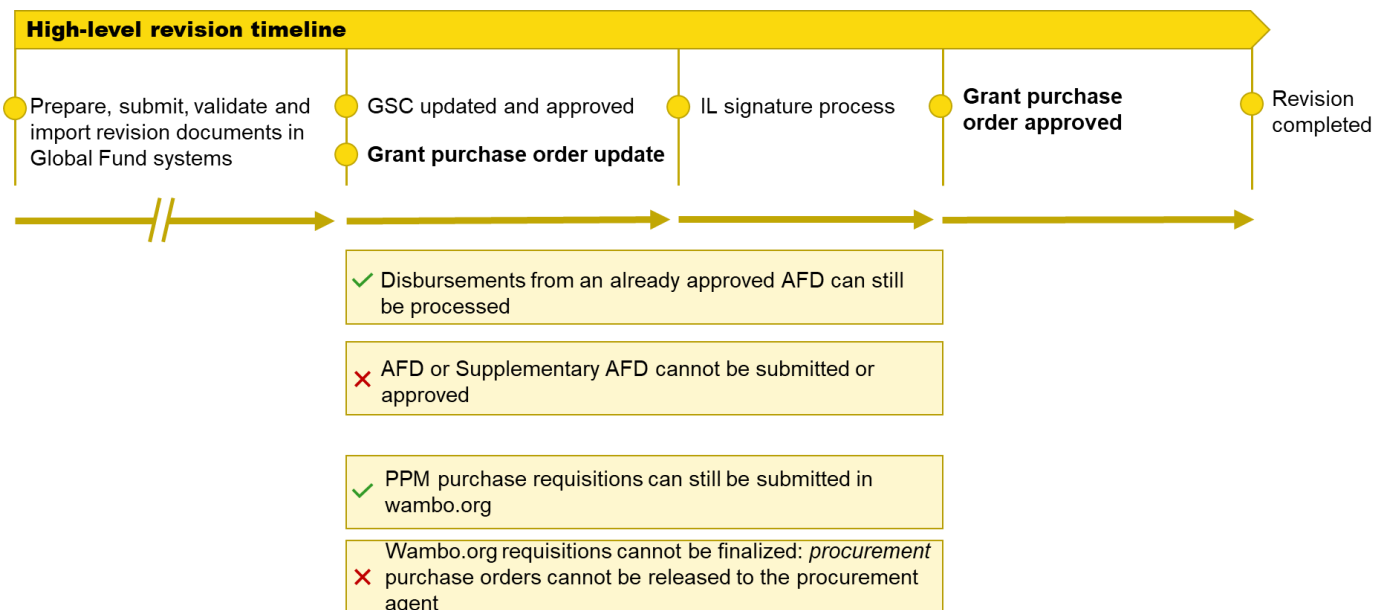 High-level revision timeline
Prepare, submit, validate and
import revision documents in
Global Fund systems
GSC updated and approved
Grant purchase order update
IL signature process
Grant purchase
order approved
Revision
completed
Disbursements from an already approved AFD can still
be processed
AFD or Supplementary AFD cannot be submitted or
approved
PPM purchase requisitions can still be submitted in
wambo.org
Wambo.org requisitions cannot be finalized: procurement
purchase orders cannot be released to the procurement
agent